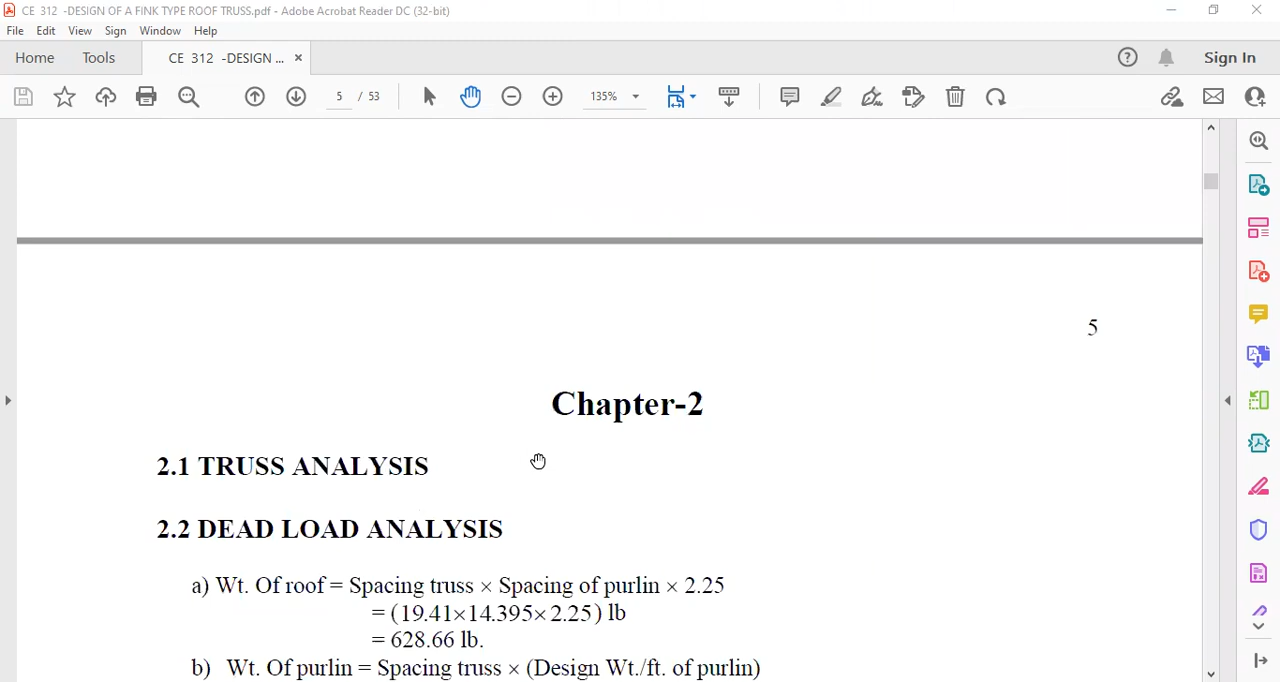 CE 312 -DESIGN OF A FINK TYPE ROOF TRUSS.pdf - Adobe Acrobat Reader DC (32-bit)
File Edit View Sign Window Help
Home Tools CE 312 -DESIGN ... × Sign In
5 / 53 135%
5
Chapter-2
2.1 TRUSS ANALYSIS
2.2 DEAD LOAD ANALYSIS
a) Wt. Of roof = Spacing truss × Spacing of purlin × 2.25
= (19.41×14.395×2.25) lb
= 628.66 lb.
b) Wt. Of purlin = Spacing truss × (Design Wt./ft. of purlin)